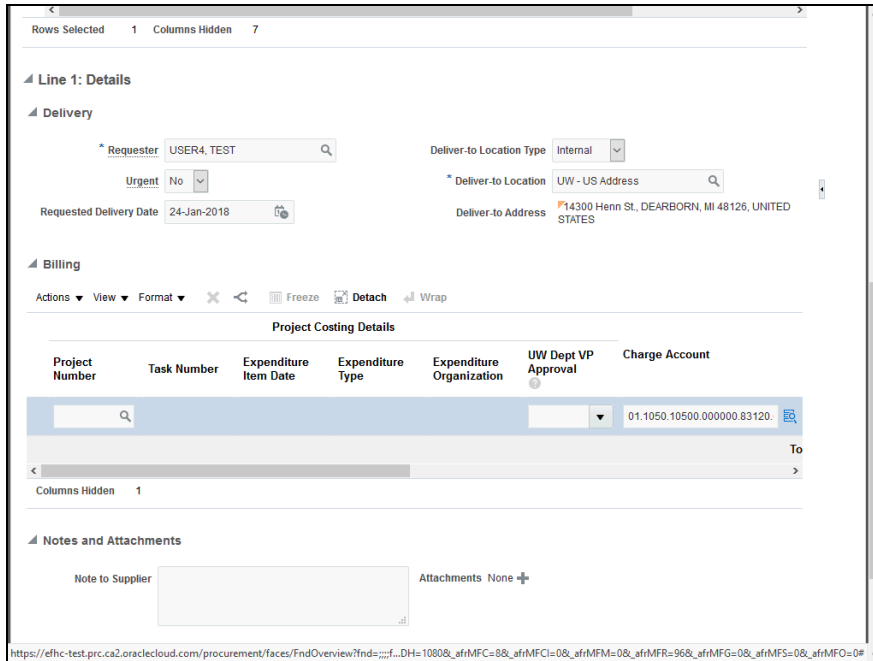 Rows Selected 1 Columns Hidden 7
Line 1: Details
Delivery
* Requester USER4, TEST
Deliver-to Location Type Internal
Urgent No
* Deliver-to Location UW - US Address
Requested Delivery Date 24-Jan-2018
Deliver-to Address 14300 Henn St., DEARBORN, MI 48126, UNITED
STATES
Billing
Actions View Format Freeze Detach Wrap
Project Costing Details
Project Number Task Number Expenditure Item Date Expenditure Type Expenditure Organization UW Dept VP Approval Charge Account
01.1050.10500.000000.83120.
To
Columns Hidden 1
Notes and Attachments
Note to Supplier
Attachments None
https://efhc-test.prc.ca2.oraclecloud.com/procurement/faces/FndOverview?fnd=;;;;f...DH=1080&_afrMFC=8&_afrMFCI=0&_afrMFM=0&_afrMFR=96&_afrMFG=0&_afrMFS=0&_afrMFO=0#